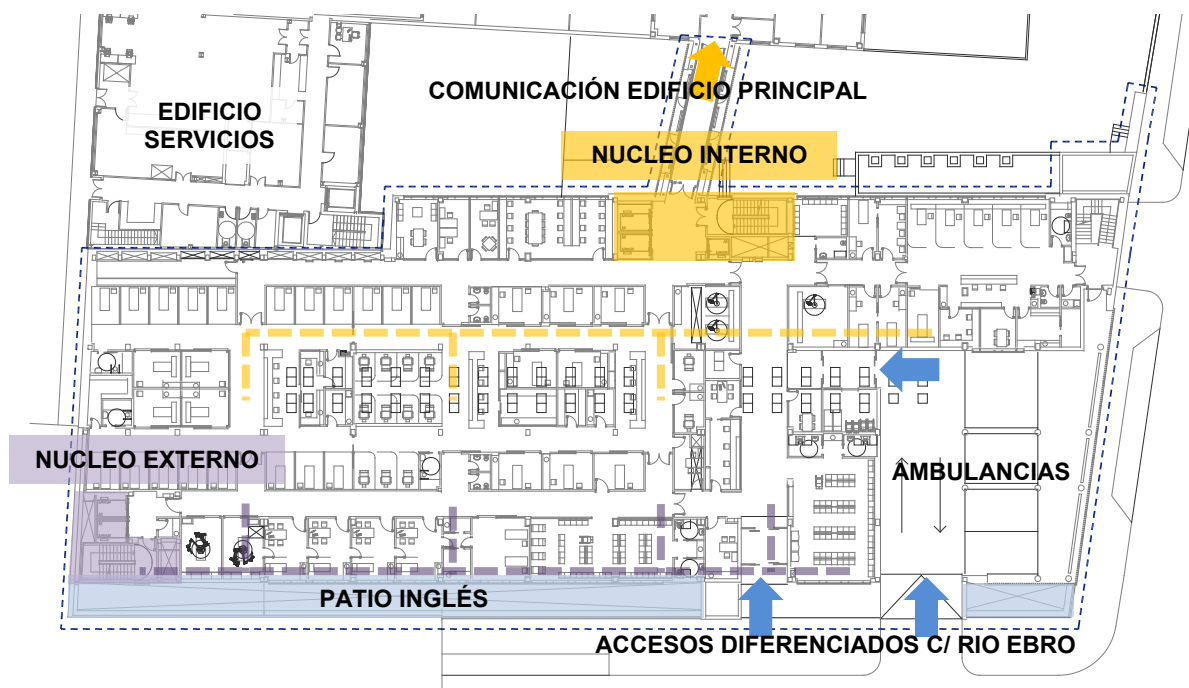 COMUNICACIÓN EDIFICIO PRINCIPAL
EDIFICIO
SERVICIOS
NUCLEO INTERNO
NUCLEO EXTERNO
AMBULANCIAS
PATIO INGLÉS
ACCESOS DIFERENCIADOS C/ RIO EBRO